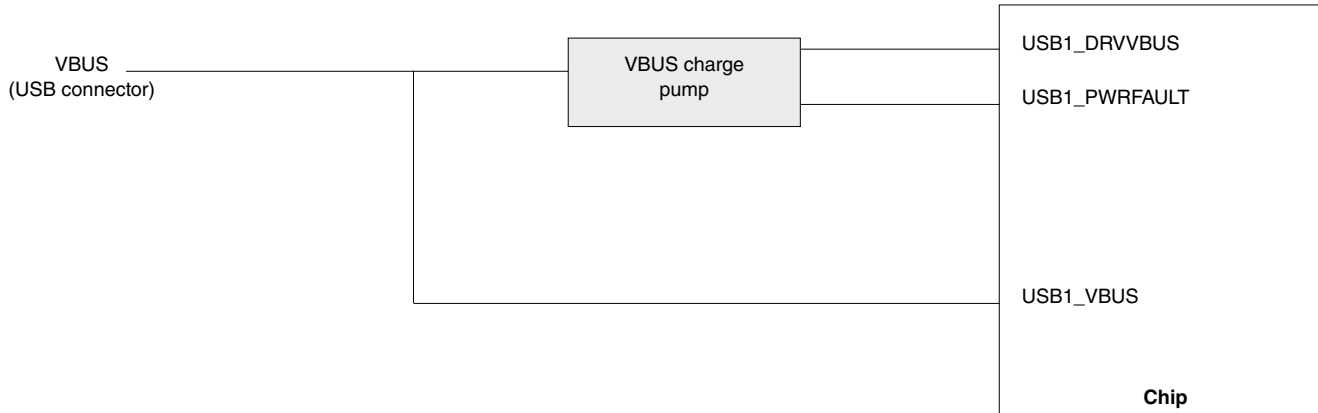 VBUS
(USB connector)
VBUS charge
pump
USB1_DRVVBUS
USB1_PWRFAULT
USB1_VBUS
Chip